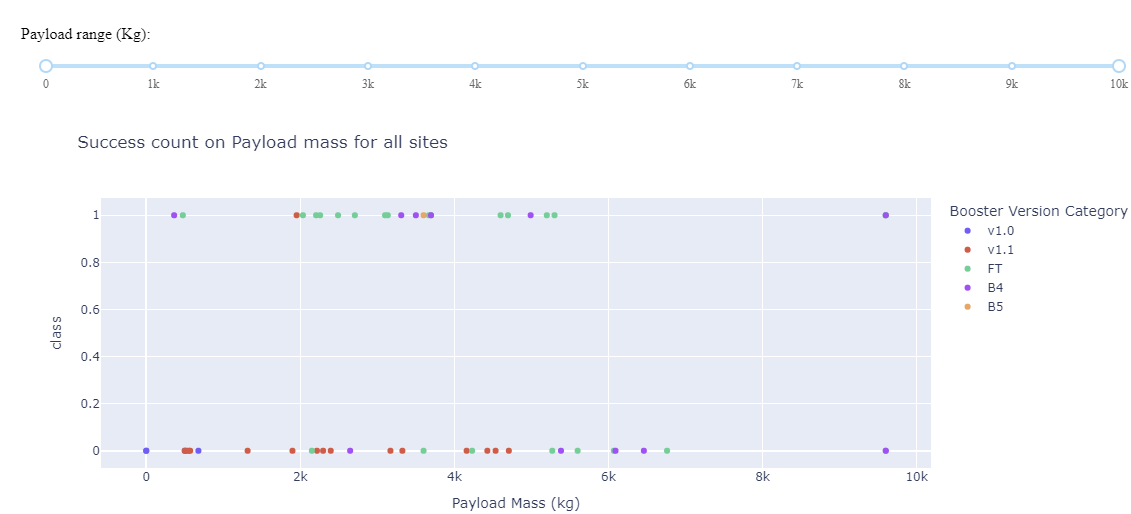 Payload range (Kg):
0 1k 2k 3k 4k 5k 6k 7k 8k 9k 10k
Success count on Payload mass for all sites
Booster Version Category
v1.0
v1.1
FT
B4
B5
class
1
0.8
0.6
0.4
0.2
0
0 2k 4k 6k 8k 10k
Payload Mass (kg)